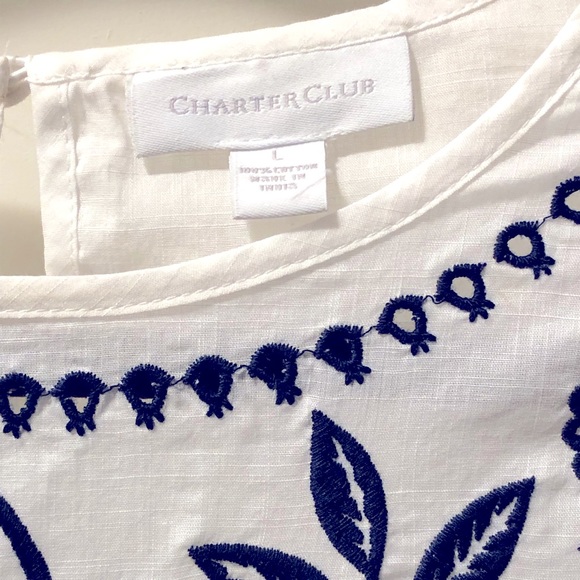 CHARTER CLUB
L
100% COTTON
MADE IN
INDIA